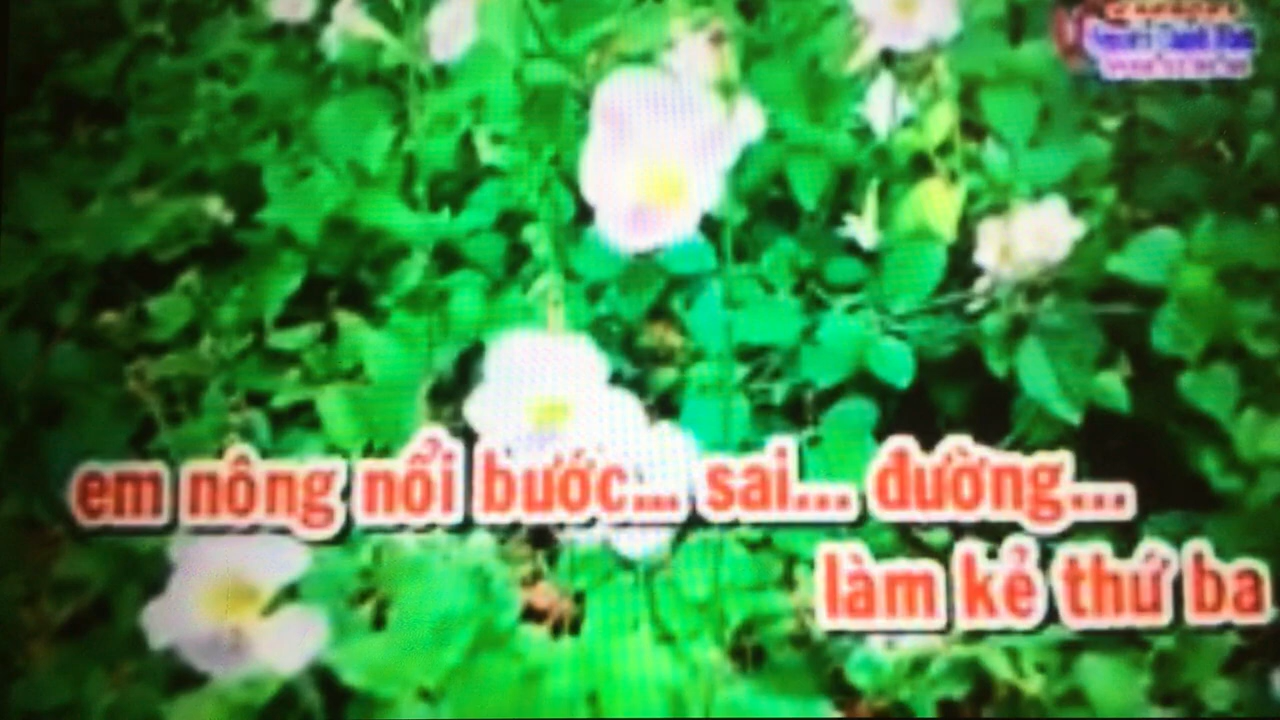 em nông nổi bước... sai... đường...
làm kẻ thứ ba